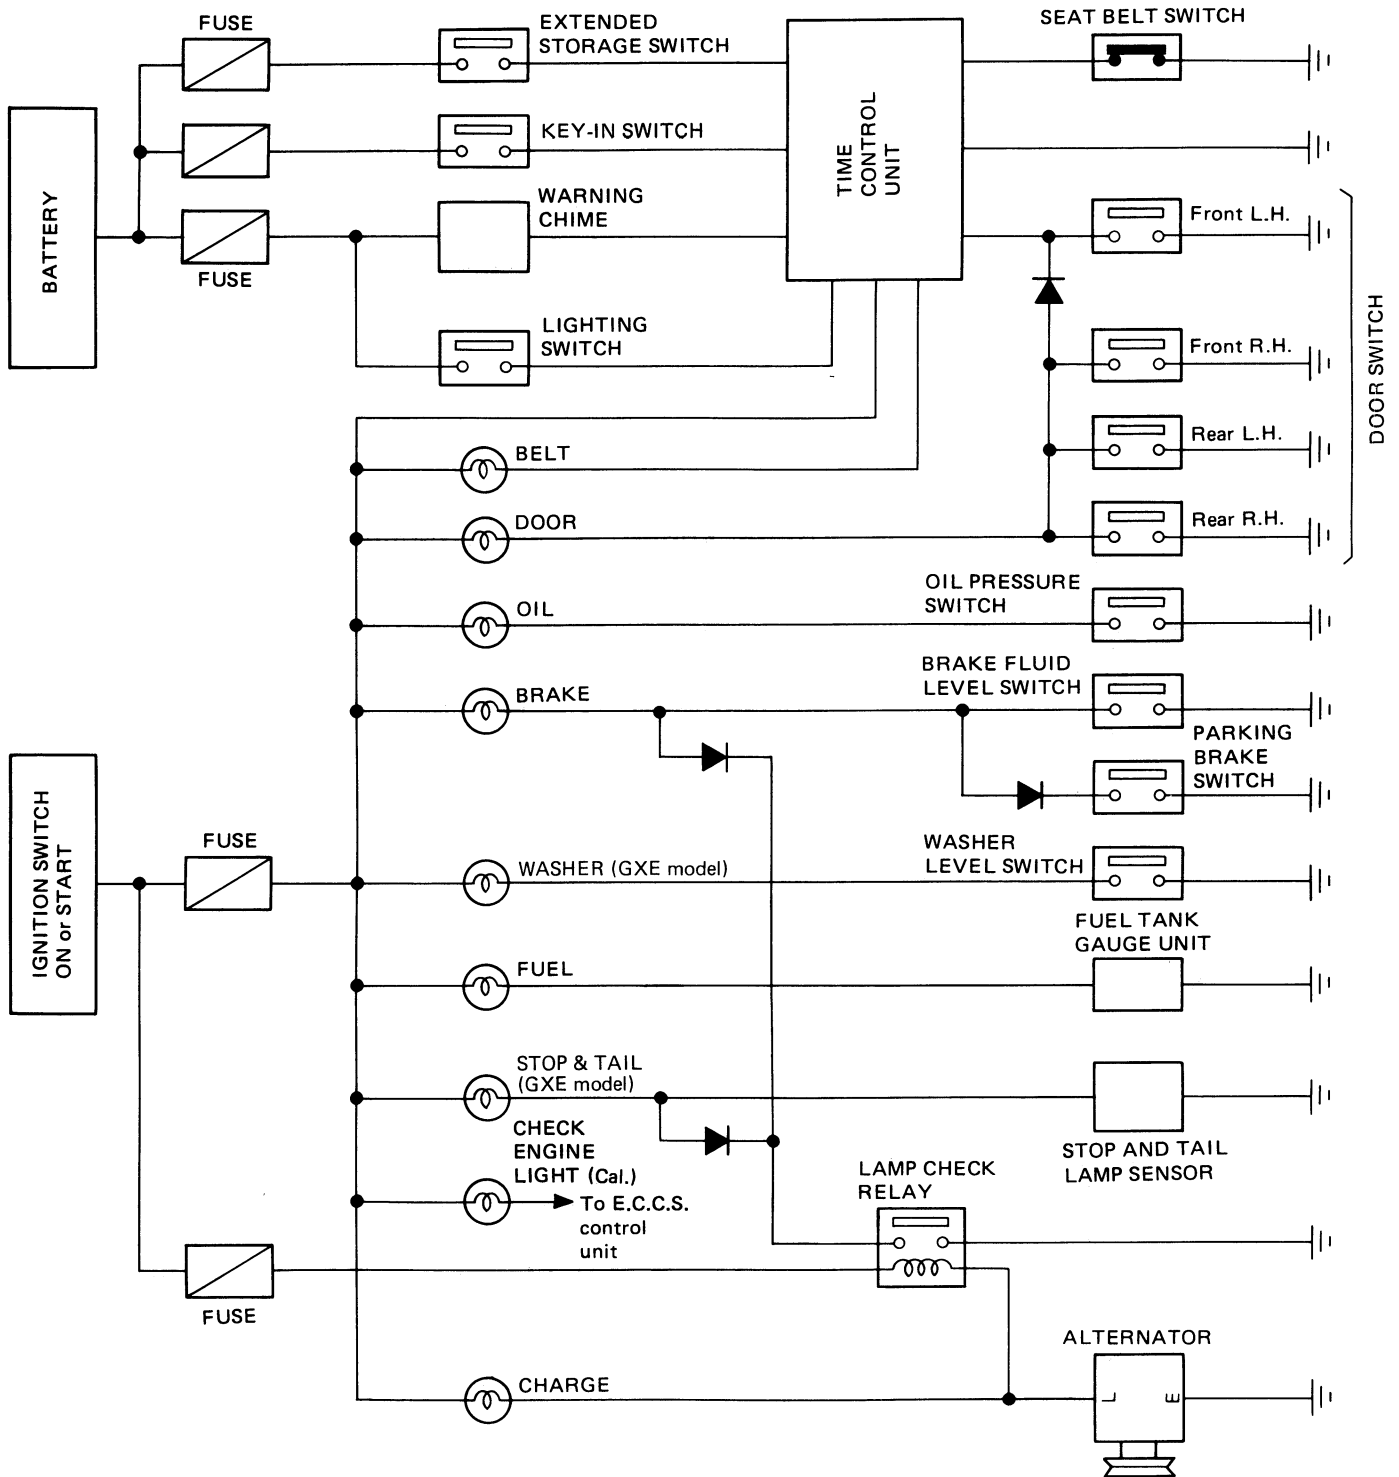 FUSE
EXTENDED
STORAGE SWITCH
SEAT BELT SWITCH
KEY-IN SWITCH
TIME
CONTROL
UNIT
BATTERY
WARNING
CHIME
FUSE
Front L.H.
LIGHTING
SWITCH
Front R.H.
DOOR SWITCH
Rear L.H.
BELT
DOOR
Rear R.H.
OIL
OIL PRESSURE
SWITCH
BRAKE
BRAKE FLUID
LEVEL SWITCH
PARKING
BRAKE
SWITCH
IGNITION SWITCH
ON or START
FUSE
WASHER (GXE model)
WASHER
LEVEL SWITCH
FUEL
FUEL TANK
GAUGE UNIT
STOP & TAIL
(GXE model)
CHECK
ENGINE
LIGHT (Cal.)
To E.C.C.S.
control
unit
STOP AND TAIL
LAMP SENSOR
LAMP CHECK
RELAY
FUSE
CHARGE
ALTERNATOR
L
E